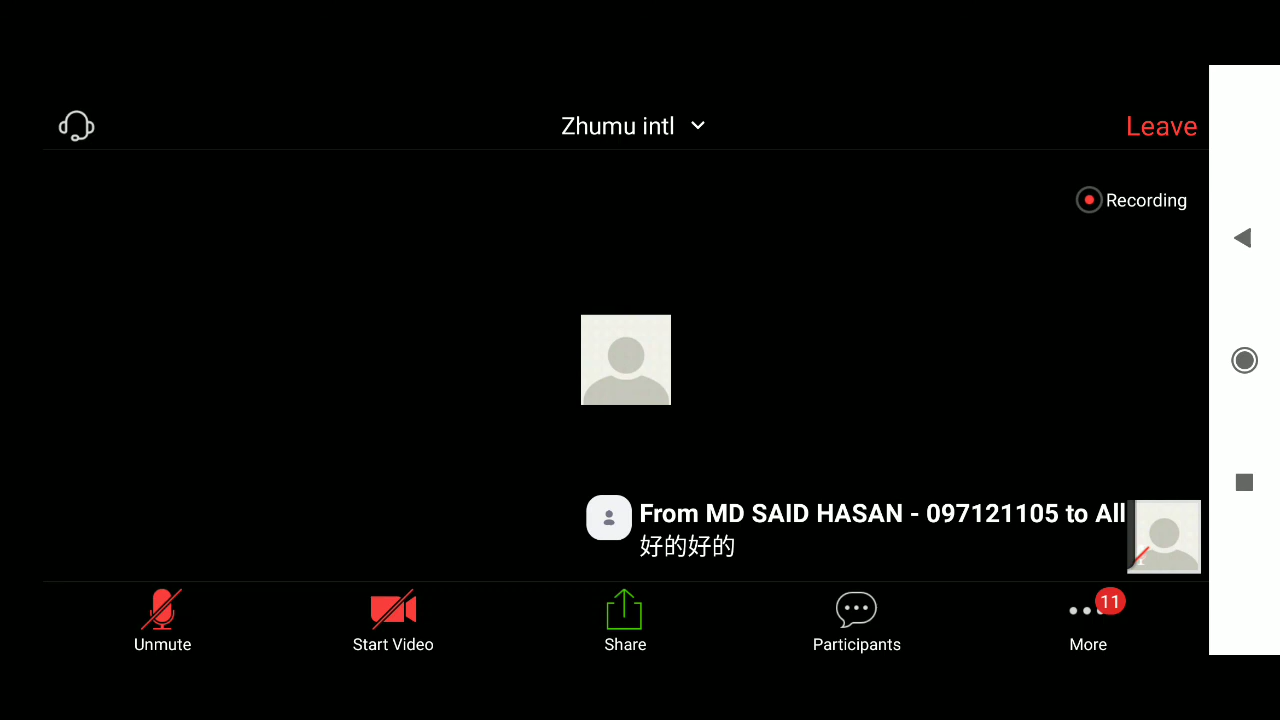 Zhumu intl
Leave
Recording
From MD SAID HASAN - 097121105 to All
好的好的
Unmute
Start Video
Share
Participants
11
More